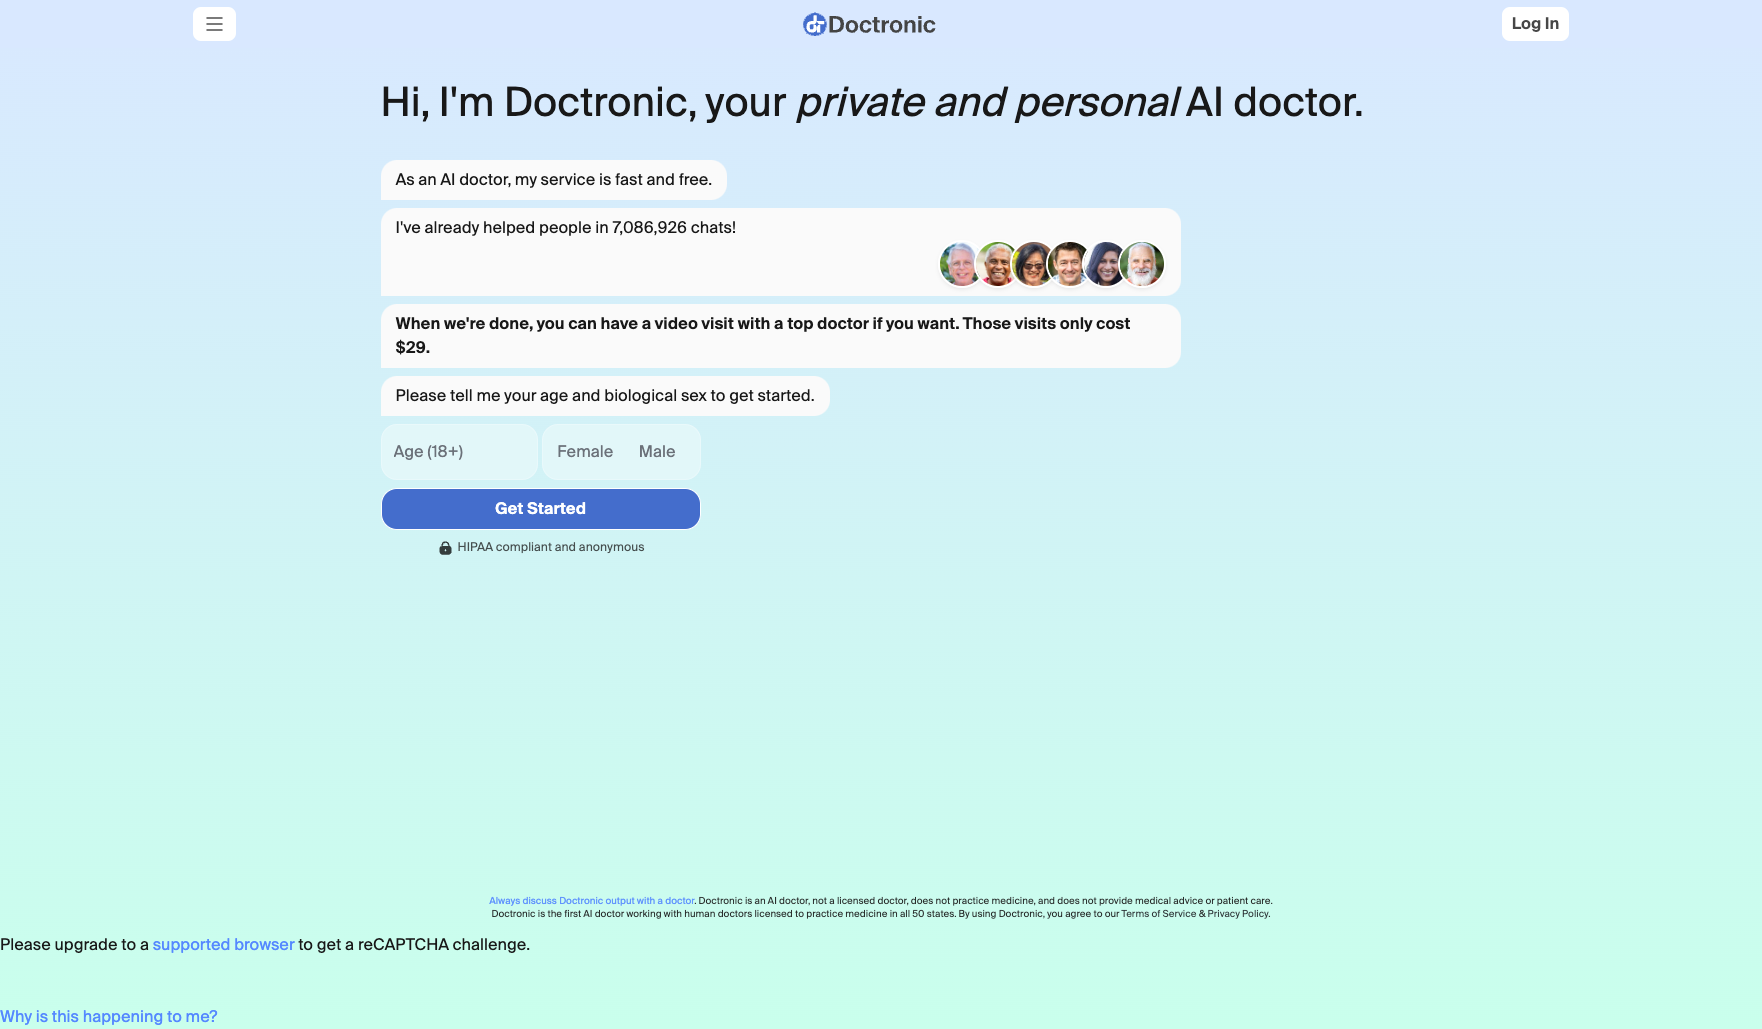 Doctronic
Log In
Hi, I'm Doctronic, your private and personal AI doctor.
As an AI doctor, my service is fast and free.
I've already helped people in 7,086,926 chats!
When we're done, you can have a video visit with a top doctor if you want. Those visits only cost
$29.
Please tell me your age and biological sex to get started.
Age (18+)
Female Male
Get Started
HIPAA compliant and anonymous
Always discuss Doctronic output with a doctor. Doctronic is an AI doctor, not a licensed doctor, does not practice medicine, and does not provide medical advice or patient care.
Doctronic is the first AI doctor working with human doctors licensed to practice medicine in all 50 states. By using Doctronic, you agree to our Terms of Service & Privacy Policy.
Please upgrade to a supported browser to get a reCAPTCHA challenge.
Why is this happening to me?